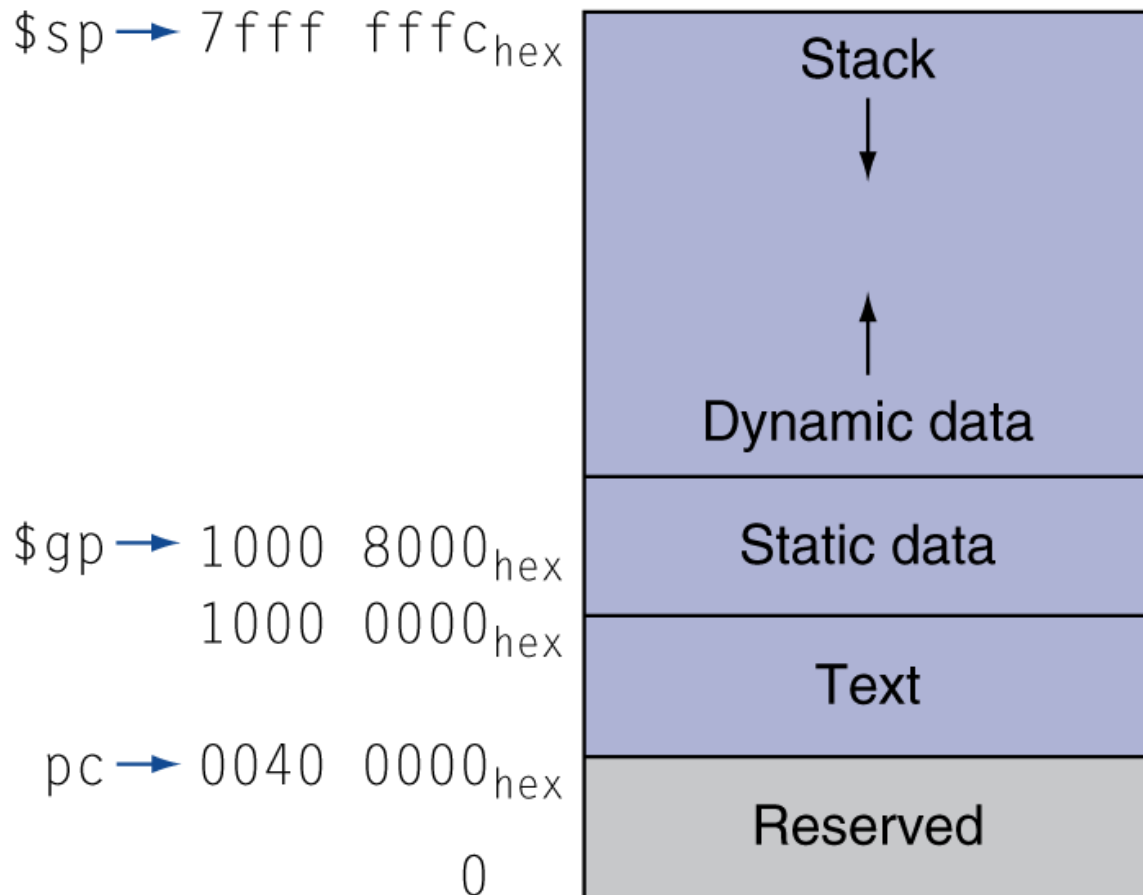 $sp 7fff fffc hex
Stack
Dynamic data
$gp 1000 8000 hex
Static data
1000 0000 hex
Text
pc 0040 0000 hex
Reserved
0